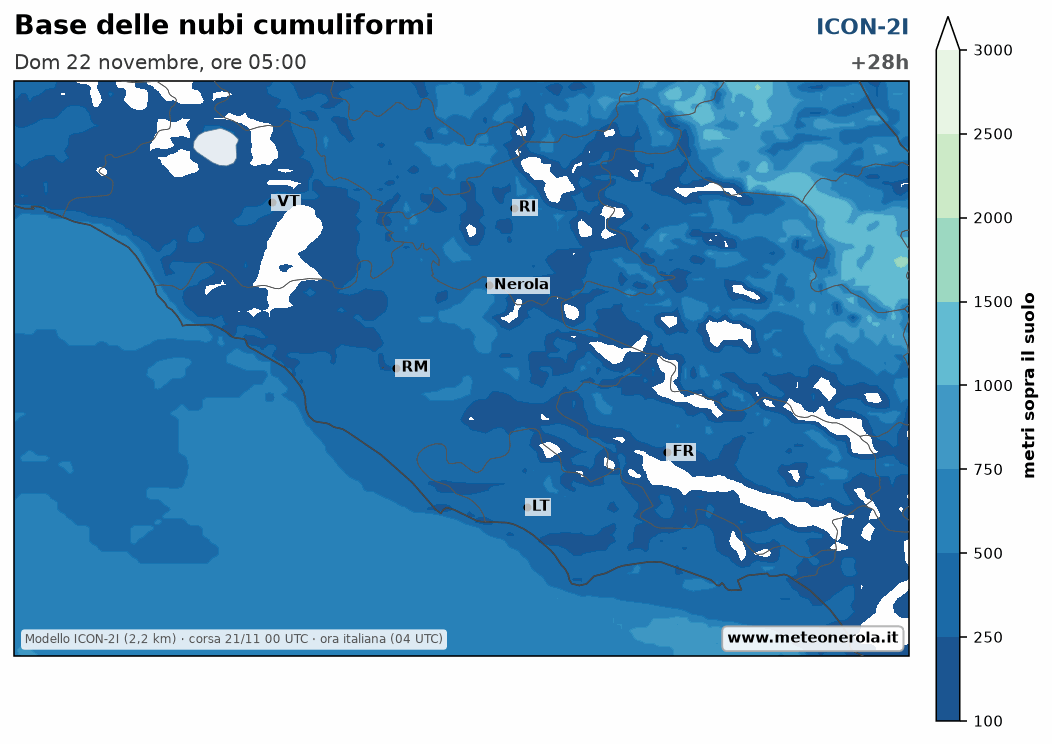 Base delle nubi cumuliformi
ICON-2I
Dom 22 novembre, ore 05:00
+28h
3000
2500
2000
1500
1000
750
500
250
100
metri sopra il suolo
VT
RI
Nerola
RM
FR
LT
Modello ICON-2I (2,2 km) · corsa 21/11 00 UTC · ora italiana (04 UTC)
www.meteonerola.it